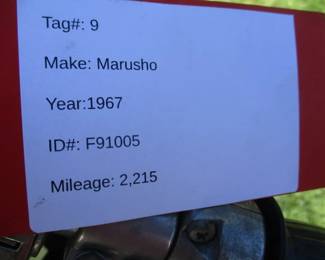 Tag#: 9
Make: Marusho
Year:1967
ID#: F91005
Mileage: 2,215